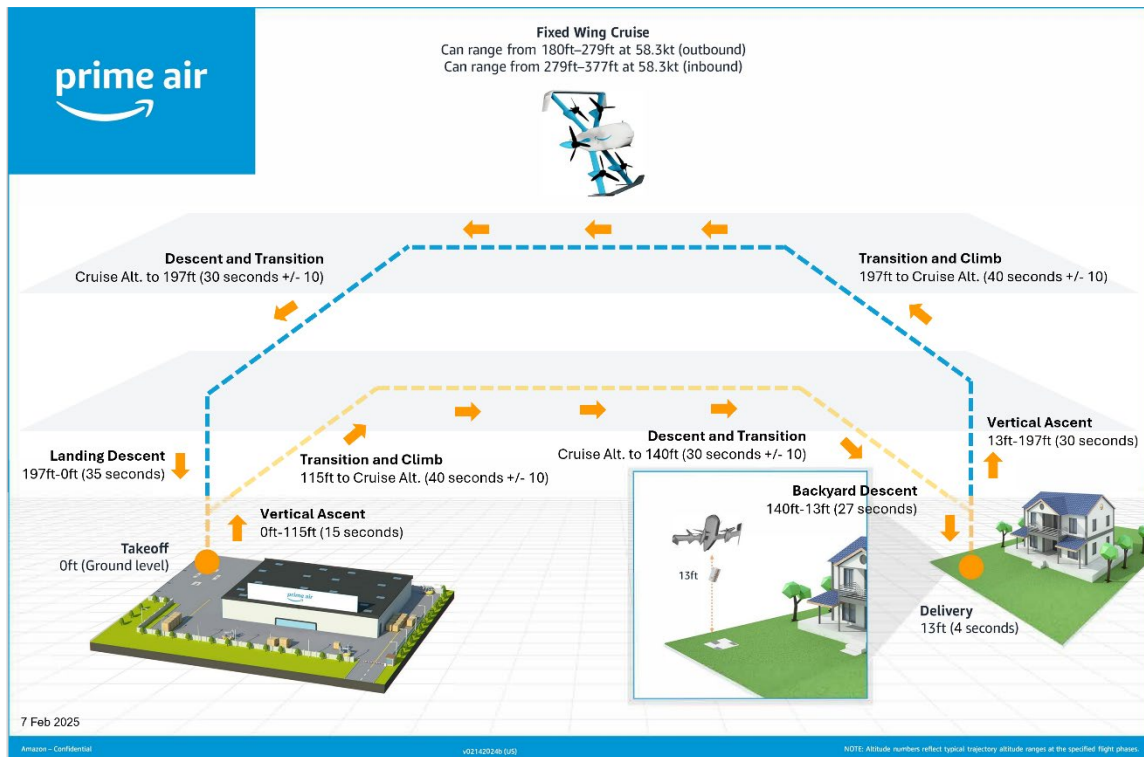 prime air
Fixed Wing Cruise
Can range from 180ft–279ft at 58.3kt (outbound)
Can range from 279ft–377ft at 58.3kt (inbound)
Descent and Transition
Cruise Alt. to 197ft (30 seconds +/- 10)
Transition and Climb
197ft to Cruise Alt. (40 seconds +/- 10)
Landing Descent
197ft-0ft (35 seconds)
Transition and Climb
115ft to Cruise Alt. (40 seconds +/- 10)
Descent and Transition
Cruise Alt. to 140ft (30 seconds +/- 10)
Vertical Ascent
13ft-197ft (30 seconds)
Vertical Ascent
0ft-115ft (15 seconds)
Backyard Descent
140ft-13ft (27 seconds)
Takeoff
0ft (Ground level)
prime air
13ft
Delivery
13ft (4 seconds)
7 Feb 2025
Amazon – Confidential
v02142024b (US)
NOTE: Altitude numbers reflect typical trajectory altitude ranges at the specified flight phases.